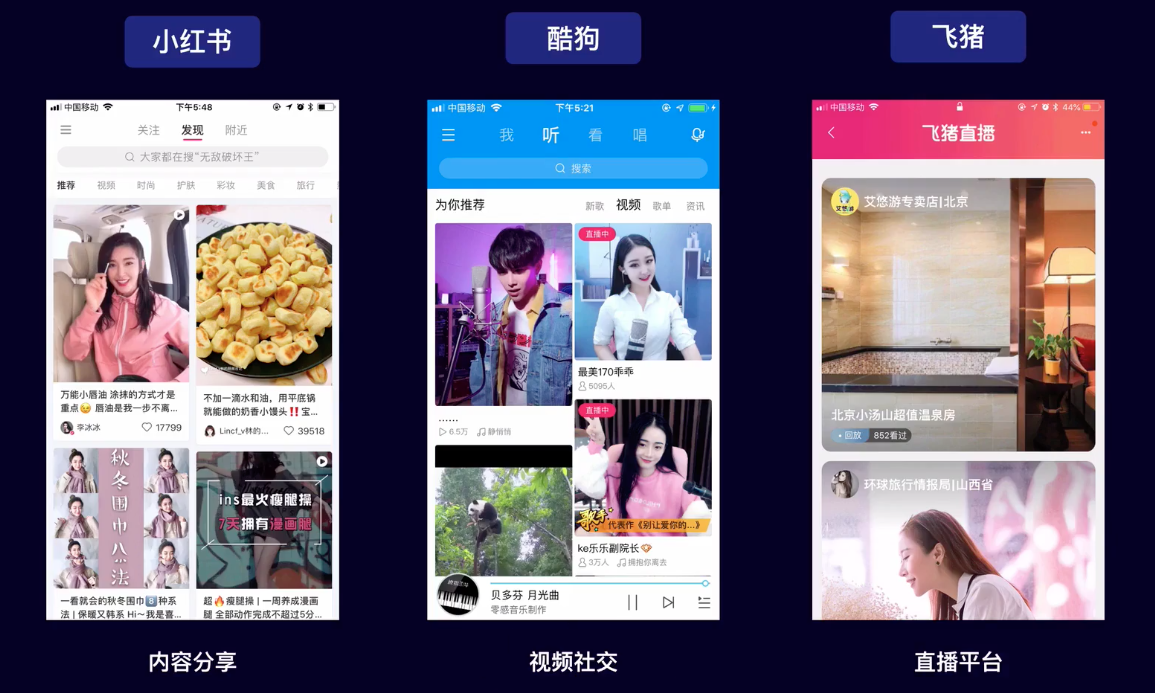 小红书
酷狗
飞猪
中国移动
下午5:48
关注 发现 附近
大家都在搜“无敌破坏王”
推荐 视频 时尚 护肤 彩妆 美食 旅行
万能小唇油 涂抹的方式才是
重点😏 唇油是我一步不离...
李冰冰
17799
不加一滴水和油，用平底锅
就能做的奶香小馒头‼️宝...
Lincf_v林的...
39518
秋冬围巾八法
一看就会的秋冬围巾8️⃣种系
法 | 保暖又韩系 Hi～我是喜...
ins最火瘦腿操
7天拥有漫画腿
超🔥瘦腿操 | 一周养成漫画
腿 全部动作完成不超过5分...
内容分享
中国移动
下午5:21
我 听 看 唱
搜索
为你推荐
新歌 视频 歌单 资讯
......
6.5万 静悄悄
直播中
最美170乖乖
5095人
直播中
歌手
代表作《别让爱你的...》
ke乐乐副院长
3万人 拥抱你离去
贝多芬 月光曲
零感音乐制作
视频社交
中国移动
44%
飞猪直播
艾悠游
艾悠游专卖店|北京
北京小汤山超值温泉房
回放 852看过
环球旅行情报局|山西省
直播平台